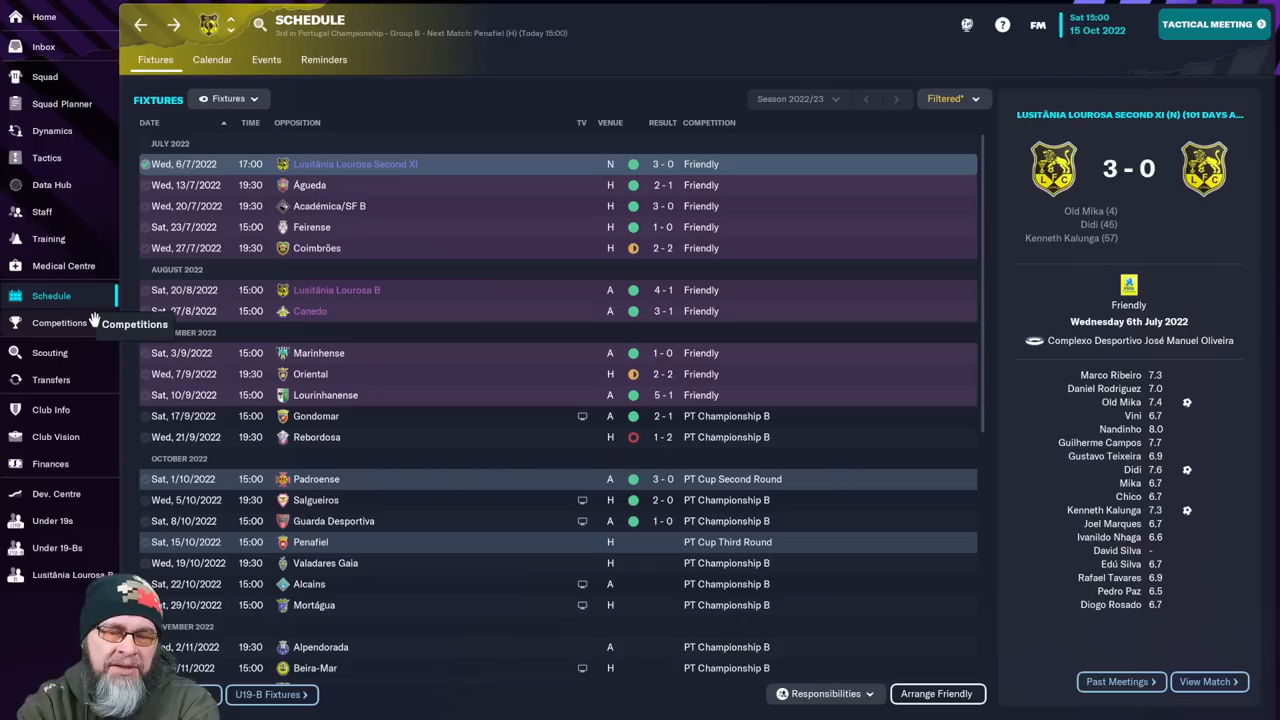 Home
Inbox
Squad
Squad Planner
Dynamics
Tactics
Data Hub
Staff
Training
Medical Centre
Schedule
Competitions
Competitions
Scouting
Transfers
Club Info
Club Vision
Finances
Dev. Centre
Under 19s
Under 19-Bs
Lusitânia Lourosa B
SCHEDULE
3rd in Portugal Championship - Group B - Next Match: Penafiel (H) (Today 15:00)
FM
Sat 15:00
15 Oct 2022
TACTICAL MEETING
Fixtures Calendar Events Reminders
FIXTURES Fixtures Season 2022/23 Filtered*
DATE TIME OPPOSITION TV VENUE RESULT COMPETITION
JULY 2022
Wed, 6/7/2022 17:00 Lusitânia Lourosa Second XI N 3 - 0 Friendly
Wed, 13/7/2022 19:30 Águeda H 2 - 1 Friendly
Wed, 20/7/2022 19:30 Académica/SF B H 3 - 0 Friendly
Sat, 23/7/2022 15:00 Feirense H 1 - 0 Friendly
Wed, 27/7/2022 19:30 Coimbrões H 2 - 2 Friendly
AUGUST 2022
Sat, 20/8/2022 15:00 Lusitânia Lourosa B A 4 - 1 Friendly
27/8/2022 15:00 Canedo A 3 - 1 Friendly
2022
Sat, 3/9/2022 15:00 Marinhense A 1 - 0 Friendly
Wed, 7/9/2022 19:30 Oriental H 2 - 2 Friendly
Sat, 10/9/2022 15:00 Lourinhanense A 5 - 1 Friendly
Sat, 17/9/2022 15:00 Gondomar A 2 - 1 PT Championship B
Wed, 21/9/2022 19:30 Rebordosa H 1 - 2 PT Championship B
OCTOBER 2022
Sat, 1/10/2022 15:00 Padroense A 3 - 0 PT Cup Second Round
Wed, 5/10/2022 19:30 Salgueiros H 2 - 0 PT Championship B
Sat, 8/10/2022 15:00 Guarda Desportiva A 1 - 0 PT Championship B
Sat, 15/10/2022 15:00 Penafiel H PT Cup Third Round
Wed, 19/10/2022 19:30 Valadares Gaia H PT Championship B
Sat, 22/10/2022 15:00 Alcains A PT Championship B
Sat, 29/10/2022 15:00 Mortágua H PT Championship B
2022
2/11/2022 19:30 Alpendorada A PT Championship B
/11/2022 15:00 Beira-Mar H PT Championship B
U19-B Fixtures
Responsibilities
Arrange Friendly
LUSITÂNIA LOUROSA SECOND XI (N) (101 DAYS A...
3 - 0
Old Mika (4)
Didi (45)
Kenneth Kalunga (57)
Friendly
Wednesday 6th July 2022
Complexo Desportivo José Manuel Oliveira
Marco Ribeiro 7.3
Daniel Rodriguez 7.0
Old Mika 7.4
Vini 6.7
Nandinho 8.0
Guilherme Campos 7.7
Gustavo Teixeira 6.9
Didi 7.6
Mika 6.7
Chico 6.7
Kenneth Kalunga 7.3
Joel Marques 6.7
Ivanildo Nhaga 6.6
David Silva -
Edú Silva 6.7
Rafael Tavares 6.9
Pedro Paz 6.5
Diogo Rosado 6.7
Past Meetings
View Match